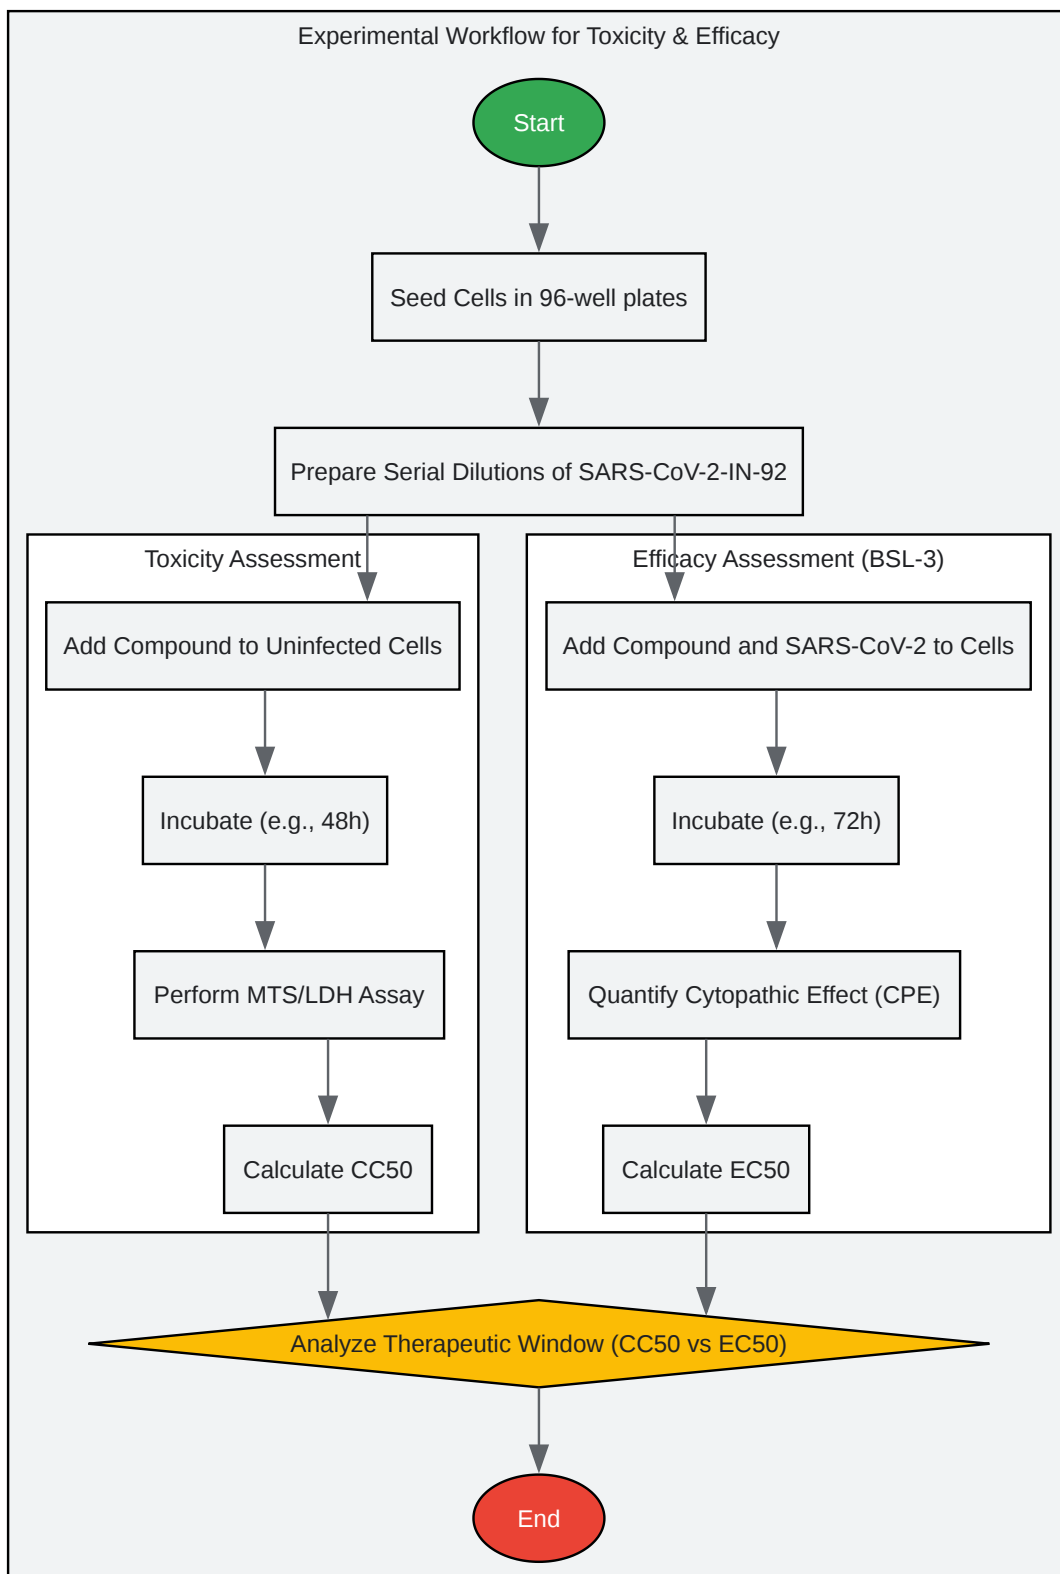 Experimental Workflow for Toxicity & Efficacy
Start
Seed Cells in 96-well plates
Prepare Serial Dilutions of SARS-CoV-2-IN-92
Toxicity Assessment
Add Compound to Uninfected Cells
Incubate (e.g., 48h)
Perform MTS/LDH Assay
Calculate CC50
Efficacy Assessment (BSL-3)
Add Compound and SARS-CoV-2 to Cells
Incubate (e.g., 72h)
Quantify Cytopathic Effect (CPE)
Calculate EC50
Analyze Therapeutic Window (CC50 vs EC50)
End